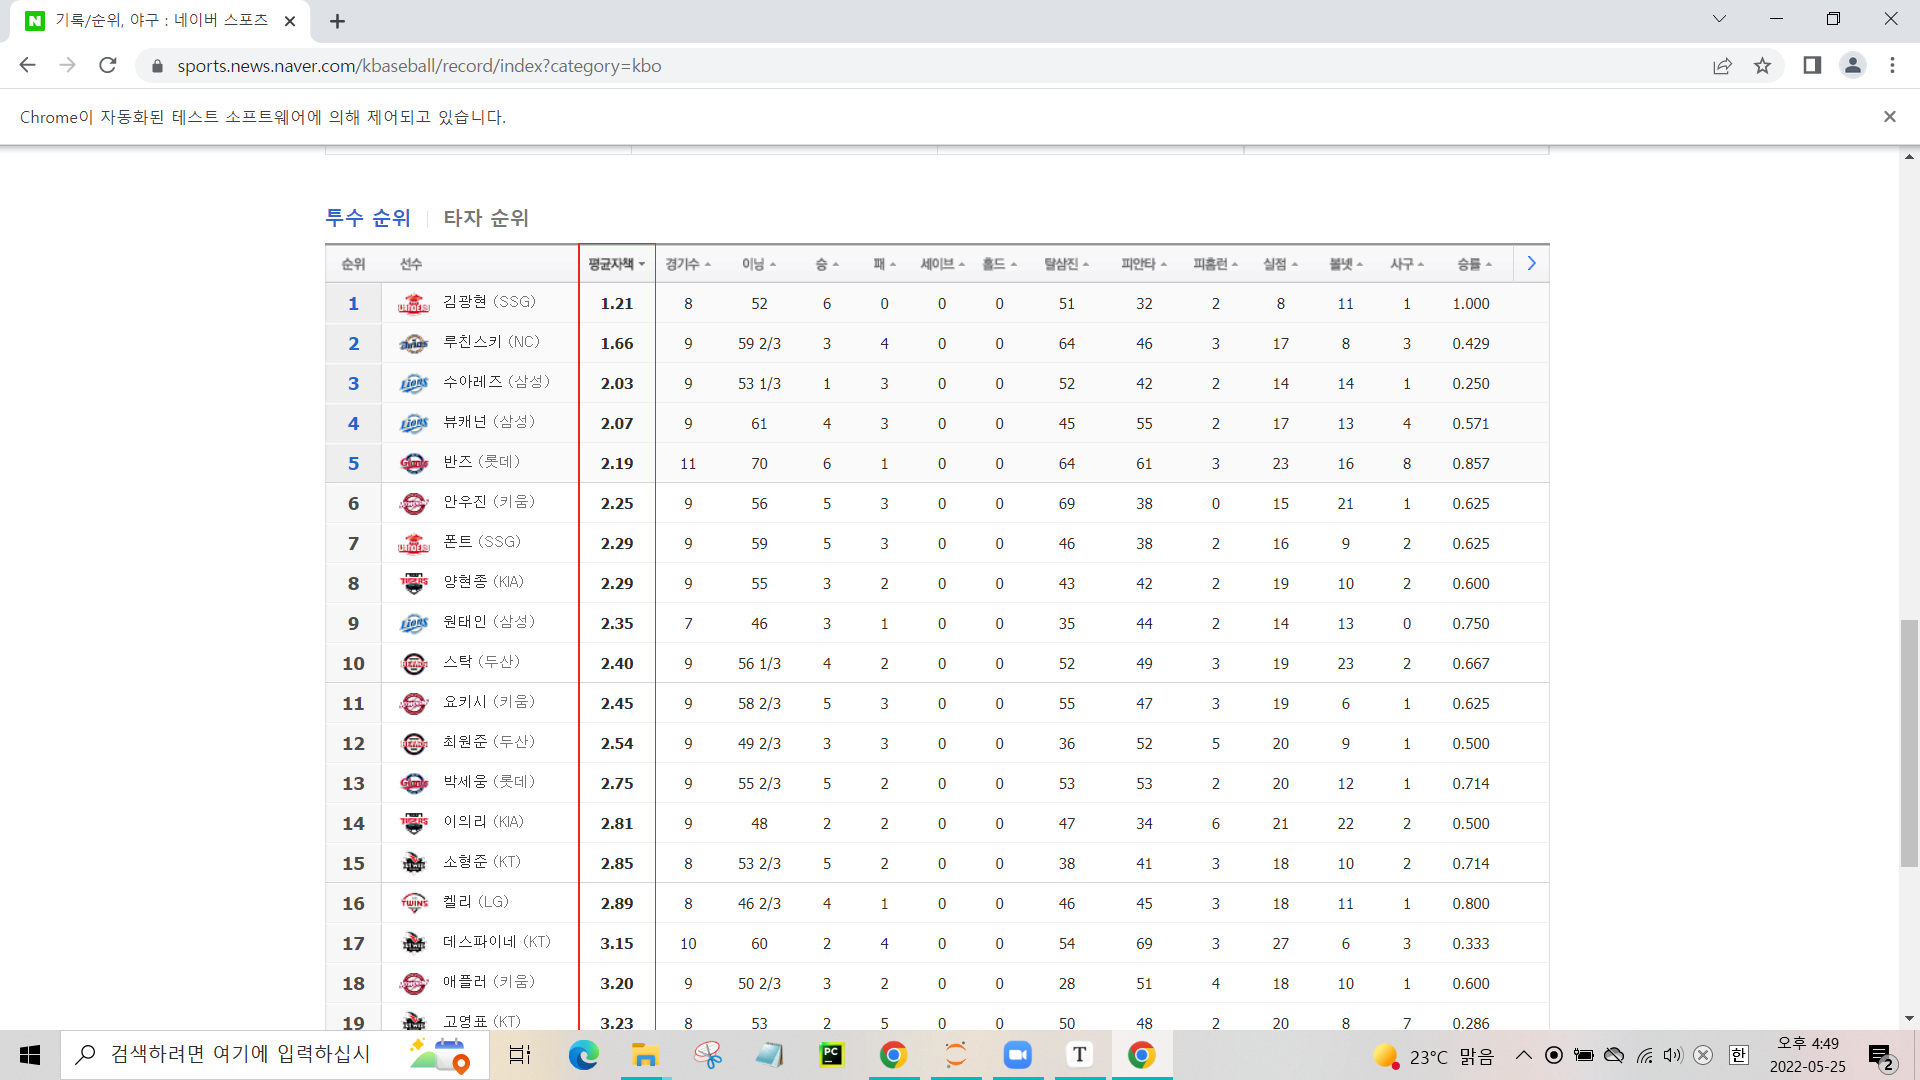 기록/순위, 야구 : 네이버 스포츠
sports.news.naver.com/kbaseball/record/index?category=kbo
Chrome이 자동화된 테스트 소프트웨어에 의해 제어되고 있습니다.
투수 순위 타자 순위
순위 선수 평균자책 경기수 이닝 승 패 세이브 홀드 탈삼진 피안타 피홈런 실점 볼넷 사구 승률
1 김광현 (SSG) 1.21 8 52 6 0 0 0 51 32 2 8 11 1 1.000
2 루친스키 (NC) 1.66 9 59 2/3 3 4 0 0 64 46 3 17 8 3 0.429
3 수아레즈 (삼성) 2.03 9 53 1/3 1 3 0 0 52 42 2 14 14 1 0.250
4 뷰캐넌 (삼성) 2.07 9 61 4 3 0 0 45 55 2 17 13 4 0.571
5 반즈 (롯데) 2.19 11 70 6 1 0 0 64 61 3 23 16 8 0.857
6 안우진 (키움) 2.25 9 56 5 3 0 0 69 38 0 15 21 1 0.625
7 폰트 (SSG) 2.29 9 59 5 3 0 0 46 38 2 16 9 2 0.625
8 양현종 (KIA) 2.29 9 55 3 2 0 0 43 42 2 19 10 2 0.600
9 원태인 (삼성) 2.35 7 46 3 1 0 0 35 44 2 14 13 0 0.750
10 스탁 (두산) 2.40 9 56 1/3 4 2 0 0 52 49 3 19 23 2 0.667
11 요키시 (키움) 2.45 9 58 2/3 5 3 0 0 55 47 3 19 6 1 0.625
12 최원준 (두산) 2.54 9 49 2/3 3 3 0 0 36 52 5 20 9 1 0.500
13 박세웅 (롯데) 2.75 9 55 2/3 5 2 0 0 53 53 2 20 12 1 0.714
14 이의리 (KIA) 2.81 9 48 2 2 0 0 47 34 6 21 22 2 0.500
15 소형준 (KT) 2.85 8 53 2/3 5 2 0 0 38 41 3 18 10 2 0.714
16 켈리 (LG) 2.89 8 46 2/3 4 1 0 0 46 45 3 18 11 1 0.800
17 데스파이네 (KT) 3.15 10 60 2 4 0 0 54 69 3 27 6 3 0.333
18 애플러 (키움) 3.20 9 50 2/3 3 2 0 0 28 51 4 18 10 1 0.600
19 고영표 (KT) 3.23 8 53 2 5 0 0 50 48 2 20 8 7 0.286
검색하려면 여기에 입력하십시
23°C 맑음
한
오후 4:49
2022-05-25
2